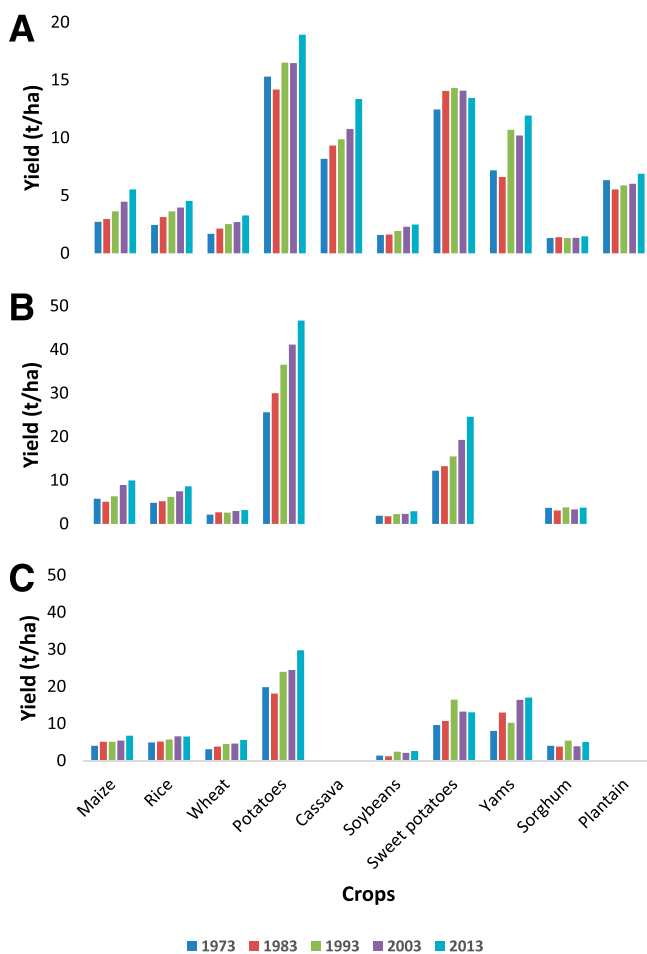 A
Yield (t/ha)
20
15
10
5
0
B
Yield (t/ha)
50
40
30
20
10
0
C
Yield (t/ha)
50
40
30
20
10
0
Maize Rice Wheat Potatoes Cassava Soybeans Sweet potatoes Yams Sorghum Plantain
Crops
1973 1983 1993 2003 2013